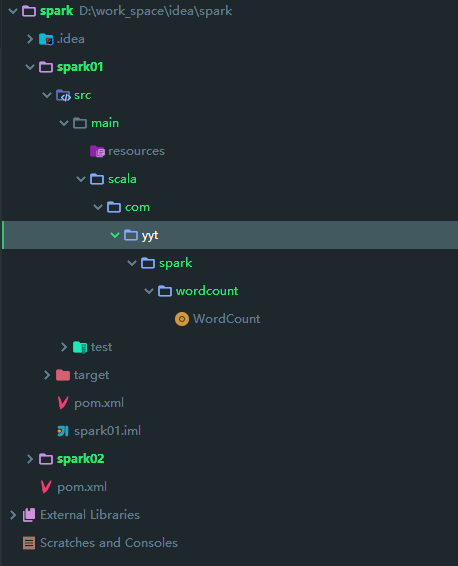 spark D:\work_space\idea\spark
.idea
spark01
src
main
resources
scala
com
yyt
spark
wordcount
WordCount
test
target
pom.xml
spark01.iml
spark02
pom.xml
External Libraries
Scratches and Consoles